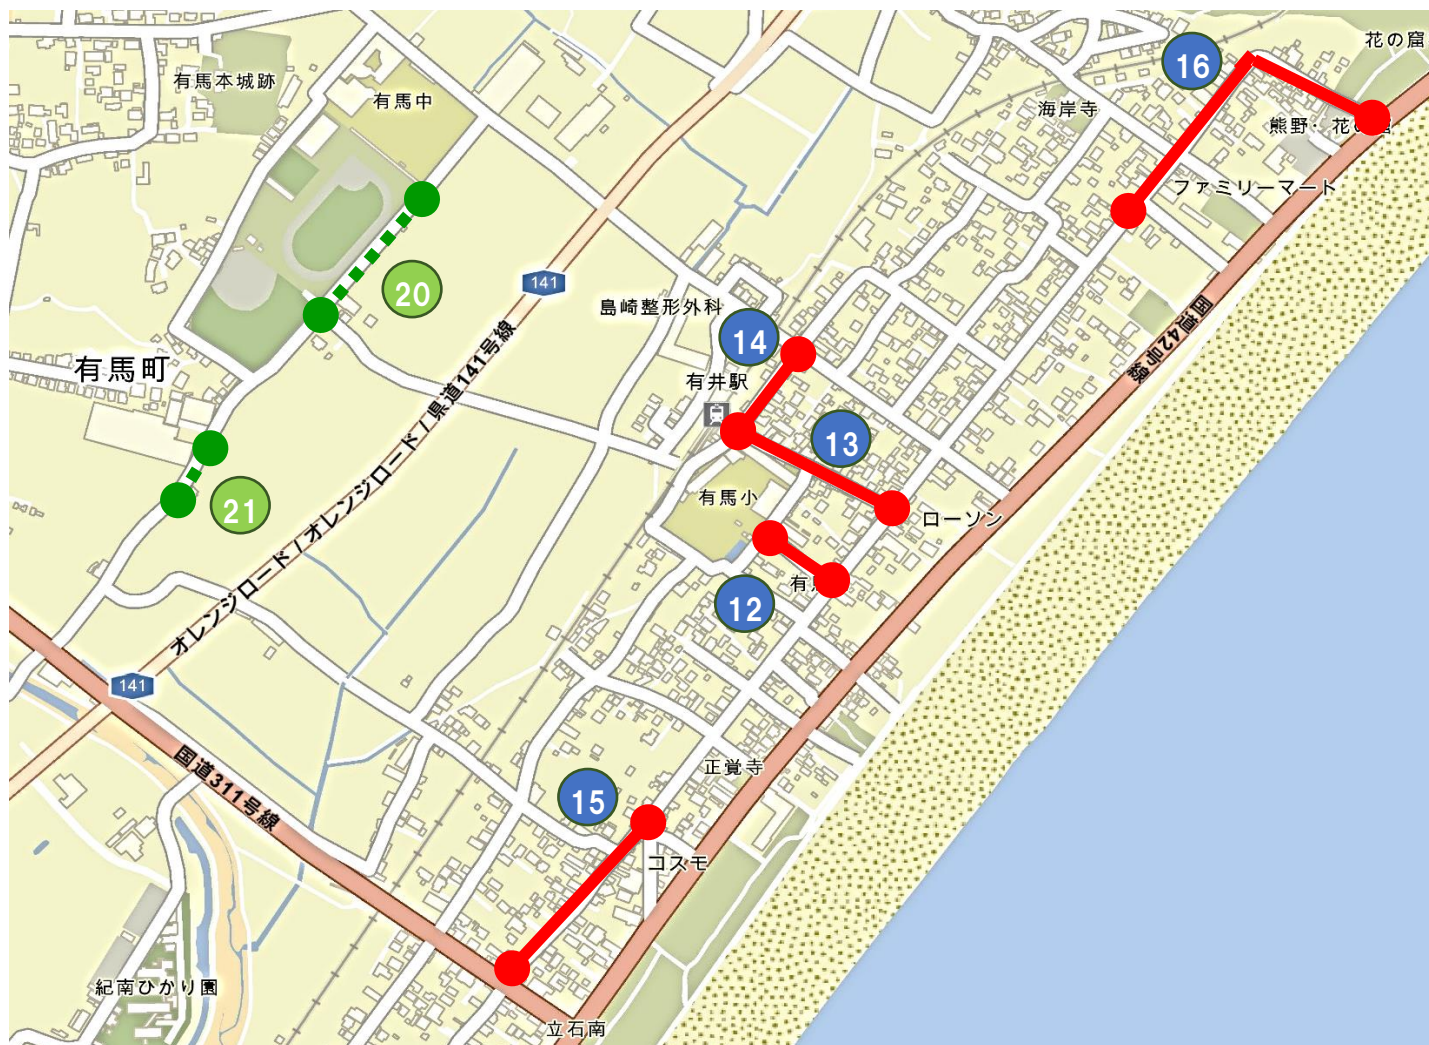 花の窟
16
有馬本城跡
有馬中
海岸寺
熊野・花の窟
ファミリーマート
141
20
島崎整形外科
国道42号線
14
有馬町
有井駅
13
有馬小
21
ローソン
オレンジロード / オレンジロード / 県道141号線
12
有馬
141
国道311号線
正覚寺
15
コスモ
紀南ひかり園
立石南